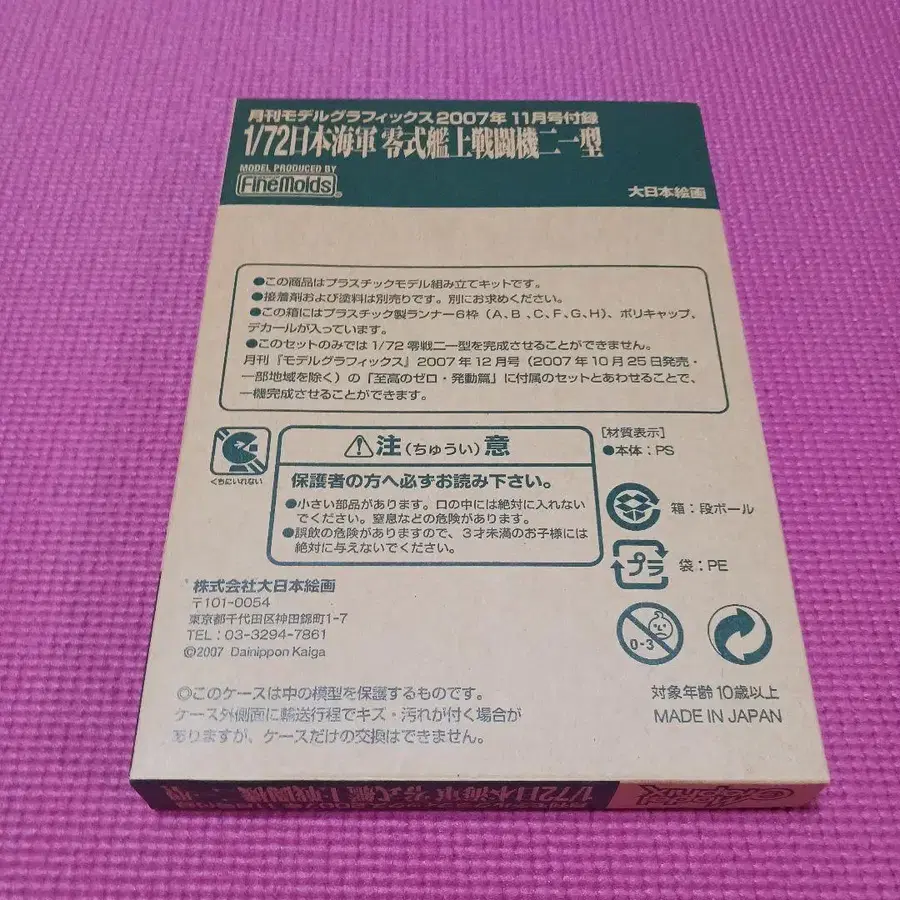 月刊モデルグラフィックス2007年11月号付録
1/72日本海軍 零式艦上戦闘機二一型
MODEL PRODUCED BY
FineMolds
大日本絵画
●この商品はプラスチックモデル組み立てキットです。
●接着剤および塗料は別売りです。別にお求めください。
●この箱にはプラスチック製ランナー6枠（A、B、C、F、G、H）、ポリキャップ、
デカールが入っています。
●このセットのみでは1/72 零戦二一型を完成させることができません。
月刊『モデルグラフィックス』2007年12月号（2007年10月25日発売・
一部地域を除く）の「至高のゼロ・発動篇」に付属のセットとあわせることで、
一機完成させることができます。
くちにいれない
注（ちゅうい）意
保護者の方へ必ずお読み下さい。
●小さい部品があります。口の中には絶対に入れない
でください。窒息などの危険があります。
●誤飲の危険がありますので、3才未満のお子様には
絶対に与えないでください。
[材質表示]
●本体：PS
箱：段ボール
プラ
袋：PE
0-3
対象年齢10歳以上
MADE IN JAPAN
株式会社大日本絵画
〒101-0054
東京都千代田区神田錦町1-7
TEL：03-3294-7861
©2007 Dainippon Kaiga
◎このケースは中の模型を保護するものです。
ケース外側面に輸送行程でキズ・汚れが付く場合が
ありますが、ケースだけの交換はできません。
1/72日本海軍 零式艦上戦闘機二一型